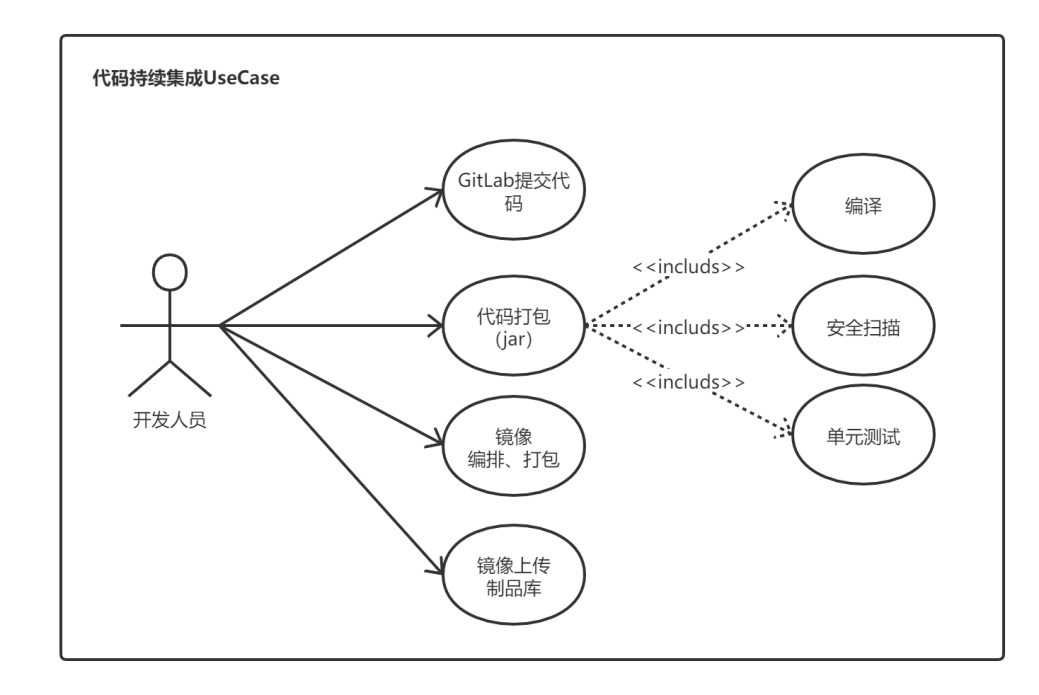 代码持续集成UseCase
GitLab提交代
码
编译
<<includs>>
代码打包
(jar)
<<includs>>
安全扫描
<<includs>>
开发人员
镜像
编排、打包
单元测试
镜像上传
制品库